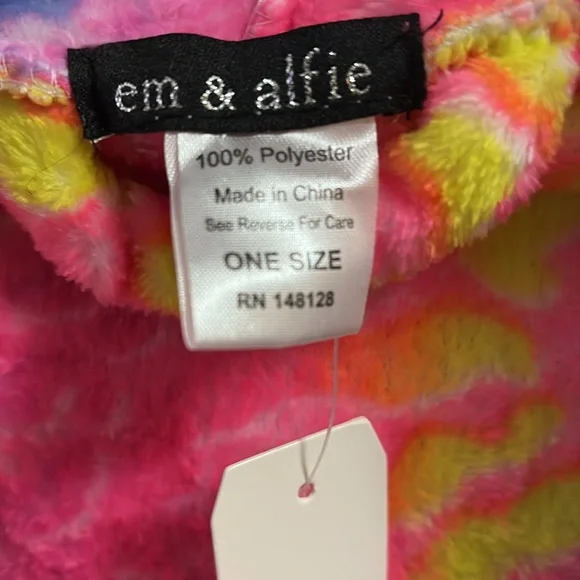 em & alfie
100% Polyester
Made in China
See Reverse For Care
ONE SIZE
RN 148128